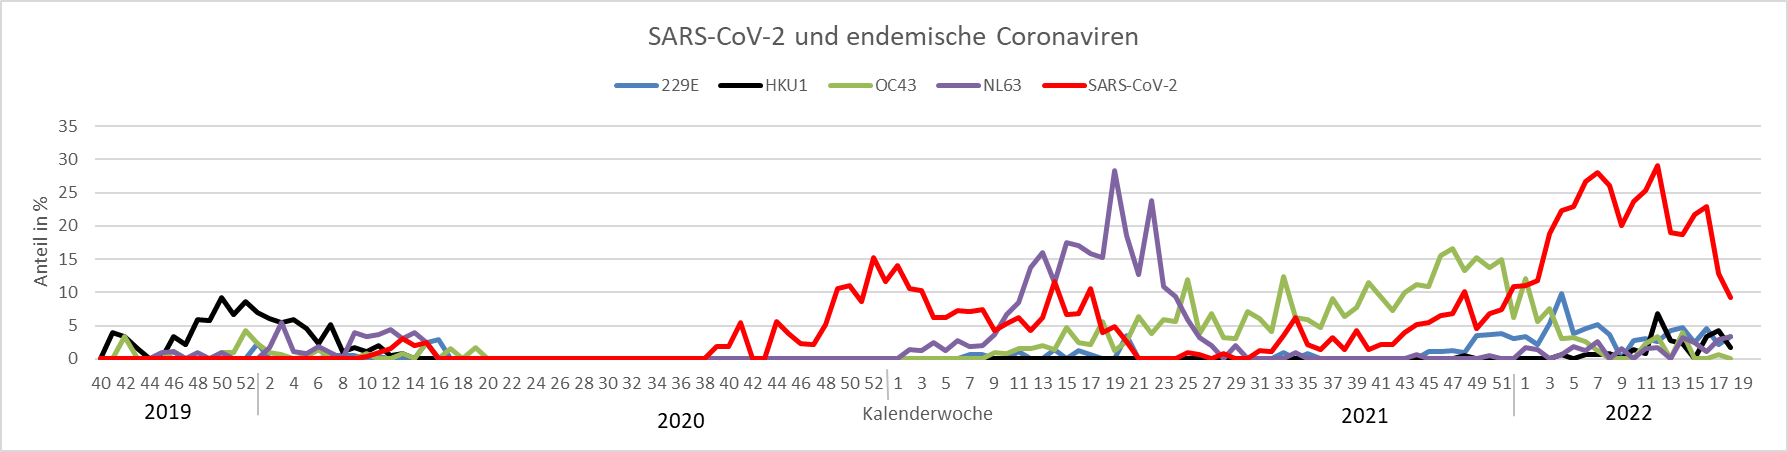 SARS-CoV-2 und endemische Coronaviren
229E HKU1 OC43 NL63 SARS-CoV-2
Anteil in %
35
30
25
20
15
10
5
0
40 42 44 46 48 50 52 2 4 6 8 10 12 14 16 18 20 22 24 26 28 30 32 34 36 38 40 42 44 46 48 50 52 1 3 5 7 9 11 13 15 17 19 21 23 25 27 29 31 33 35 37 39 41 43 45 47 49 51 1 3 5 7 9 11 13 15 17 19
2019 2020 2021 2022
Kalenderwoche